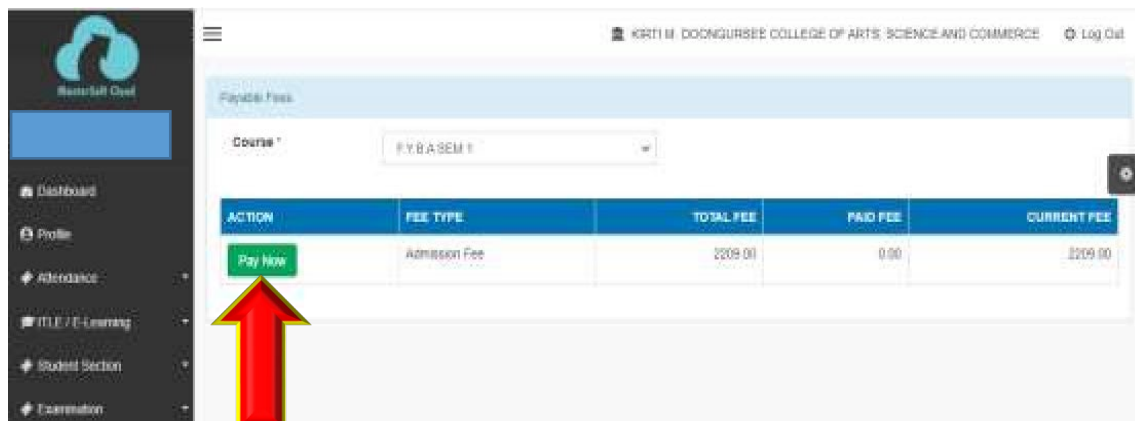 KIRTI M. DOONGURSEE COLLEGE OF ARTS, SCIENCE AND COMMERCE
Log Out
MasterSoft Cloud
Payable Fees
Course *
F.Y.B.A SEM 1
Dashboard
ACTION FEE TYPE TOTAL FEE PAID FEE CURRENT FEE
Profile
Pay Now Admission Fee 2209.00 0.00 2209.00
Attendance
ITLE / E-Learning
Student Section
Examination